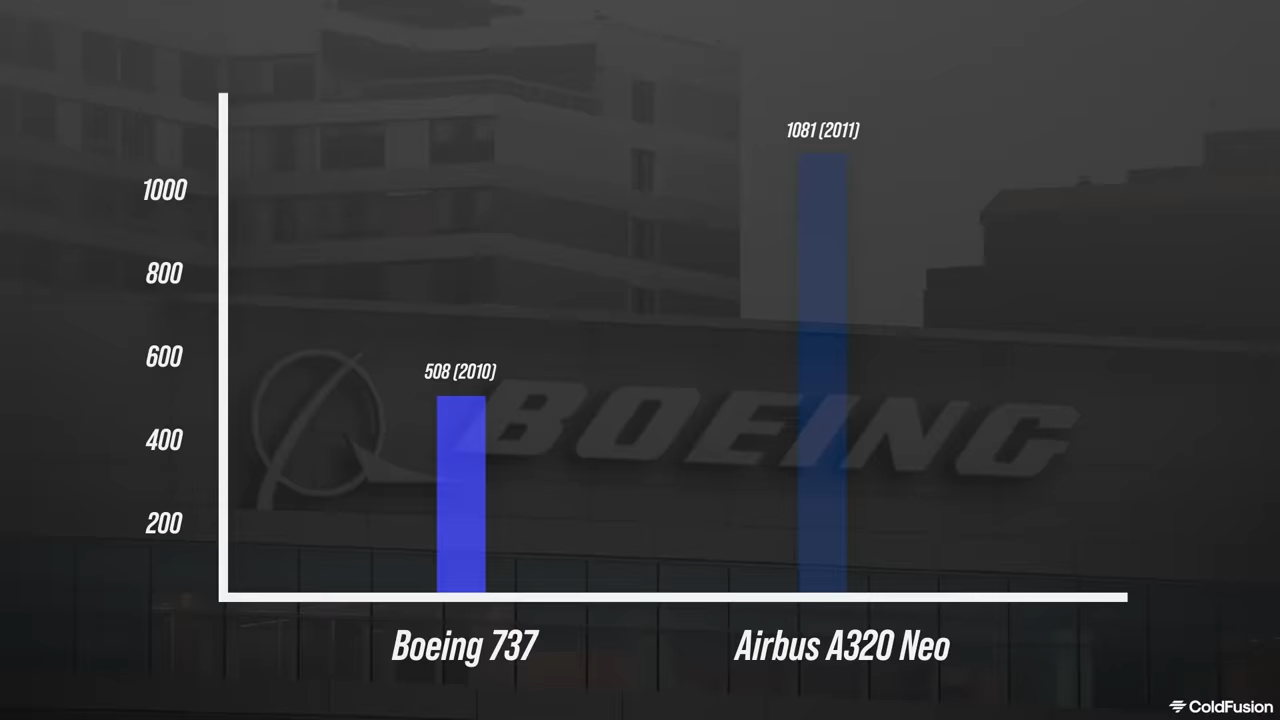 1081 (2011)
1000
800
600
508 (2010)
400
200
BOEING
Boeing 737
Airbus A320 Neo
ColdFusion